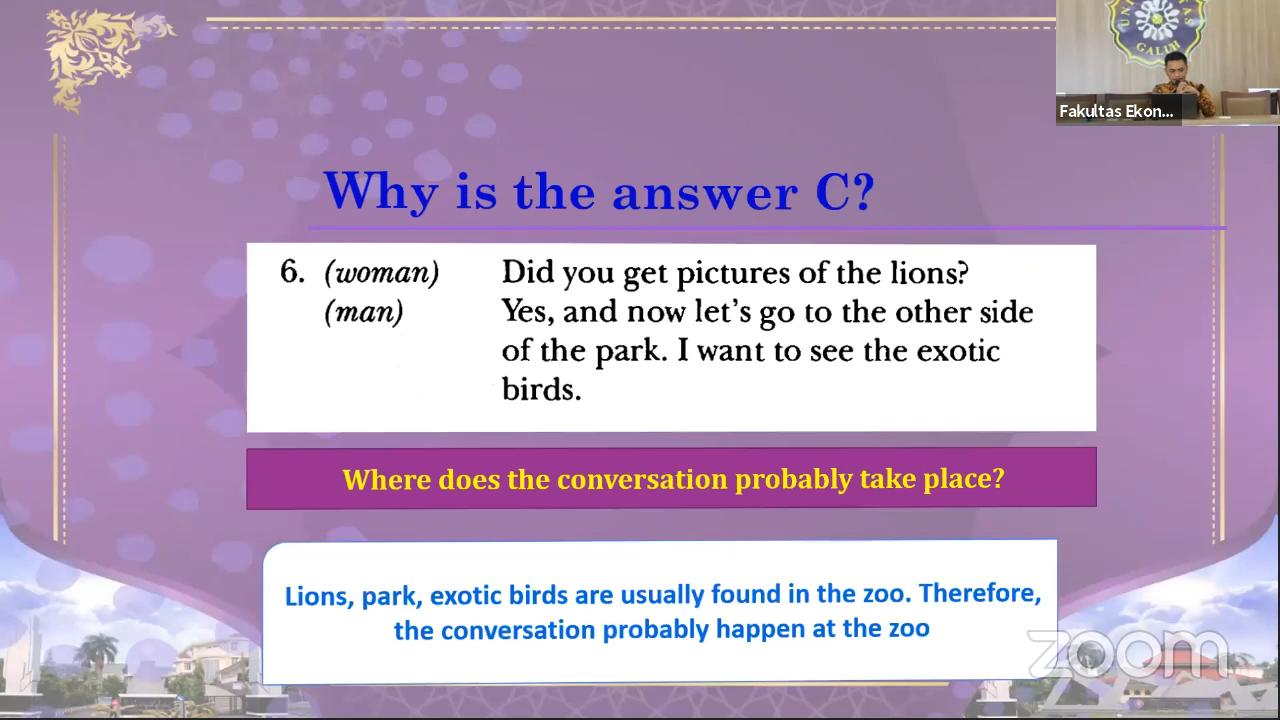 UNIVERSITAS
GALUH
Fakultas Ekon...
Why is the answer C?
6. (woman) Did you get pictures of the lions?
(man) Yes, and now let's go to the other side
of the park. I want to see the exotic
birds.
Where does the conversation probably take place?
Lions, park, exotic birds are usually found in the zoo. Therefore,
the conversation probably happen at the zoo
zoom